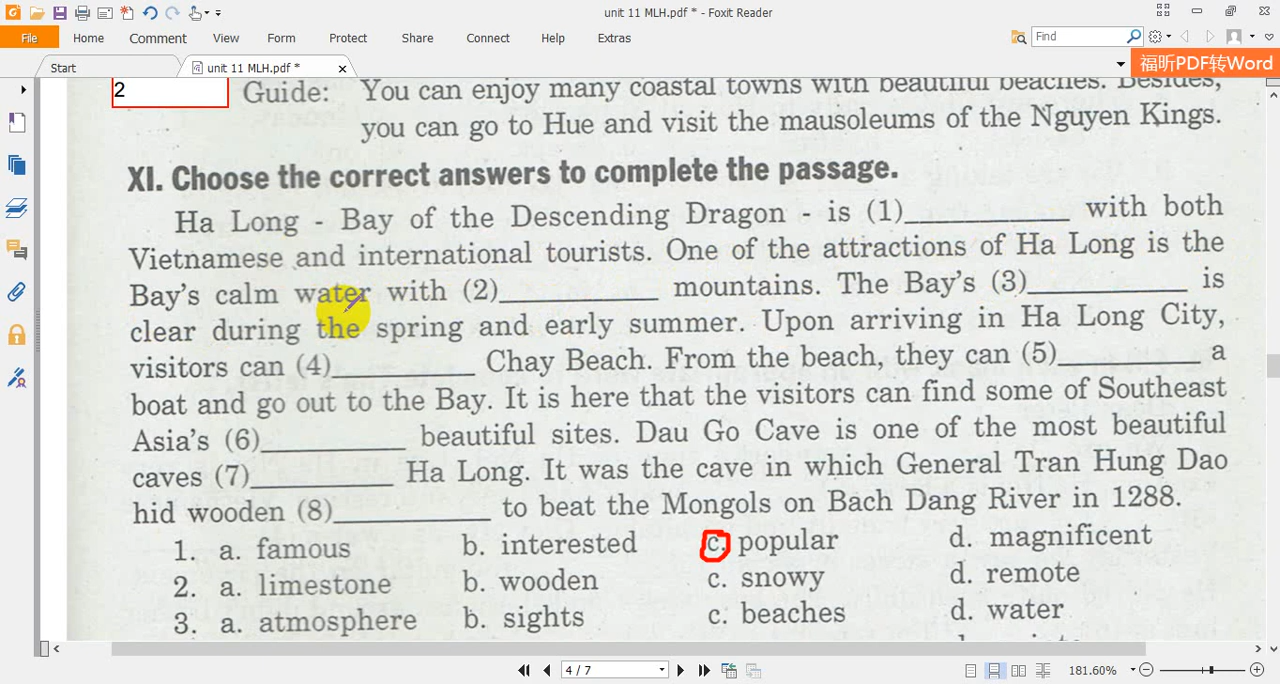 unit 11 MLH.pdf * - Foxit Reader
File Home Comment View Form Protect Share Connect Help Extras
Find
Start unit 11 MLH.pdf *
福昕PDF转Word
2
Guide: You can enjoy many coastal towns with beautiful beaches. Besides,
you can go to Hue and visit the mausoleums of the Nguyen Kings.
XI. Choose the correct answers to complete the passage.
Ha Long - Bay of the Descending Dragon - is (1)__________ with both
Vietnamese and international tourists. One of the attractions of Ha Long is the
Bay's calm water with (2)__________ mountains. The Bay's (3)__________ is
clear during the spring and early summer. Upon arriving in Ha Long City,
visitors can (4)__________ Chay Beach. From the beach, they can (5)__________ a
boat and go out to the Bay. It is here that the visitors can find some of Southeast
Asia's (6)__________ beautiful sites. Dau Go Cave is one of the most beautiful
caves (7)__________ Ha Long. It was the cave in which General Tran Hung Dao
hid wooden (8)__________ to beat the Mongols on Bach Dang River in 1288.
1. a. famous b. interested c. popular d. magnificent
2. a. limestone b. wooden c. snowy d. remote
3. a. atmosphere b. sights c. beaches d. water
4 / 7
181.60%